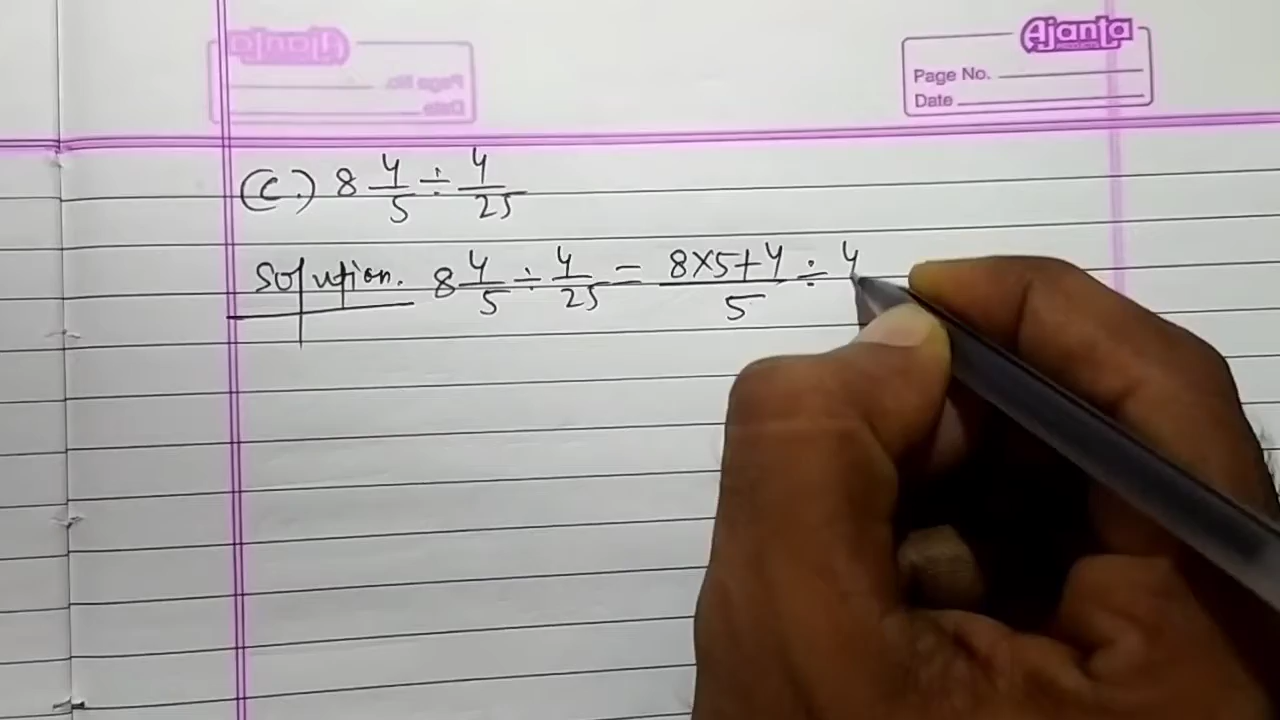 Ajanta
PRODUCTS
Page No.
Date
(C.) 8 4/5 ÷ 4/25
Solution. 8 4/5 ÷ 4/25 = 8×5+4/5 ÷ 4